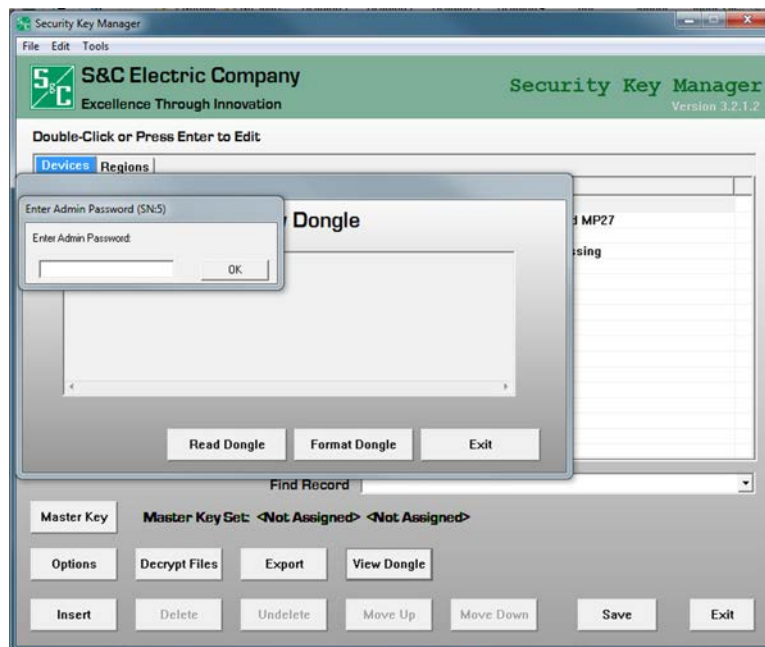 Security Key Manager
File Edit Tools
S&C
S&C Electric Company
Excellence Through Innovation
Security Key Manager
Version 3.2.1.2
Double-Click or Press Enter to Edit
Devices Regions
Enter Admin Password (SN:5)
Dongle
Enter Admin Password:
OK
MP27
Read Dongle Format Dongle Exit
Find Record
Master Key Master Key Set: <Not Assigned> <Not Assigned>
Options Decrypt Files Export View Dongle
Insert Delete Undelete Move Up Move Down Save Exit